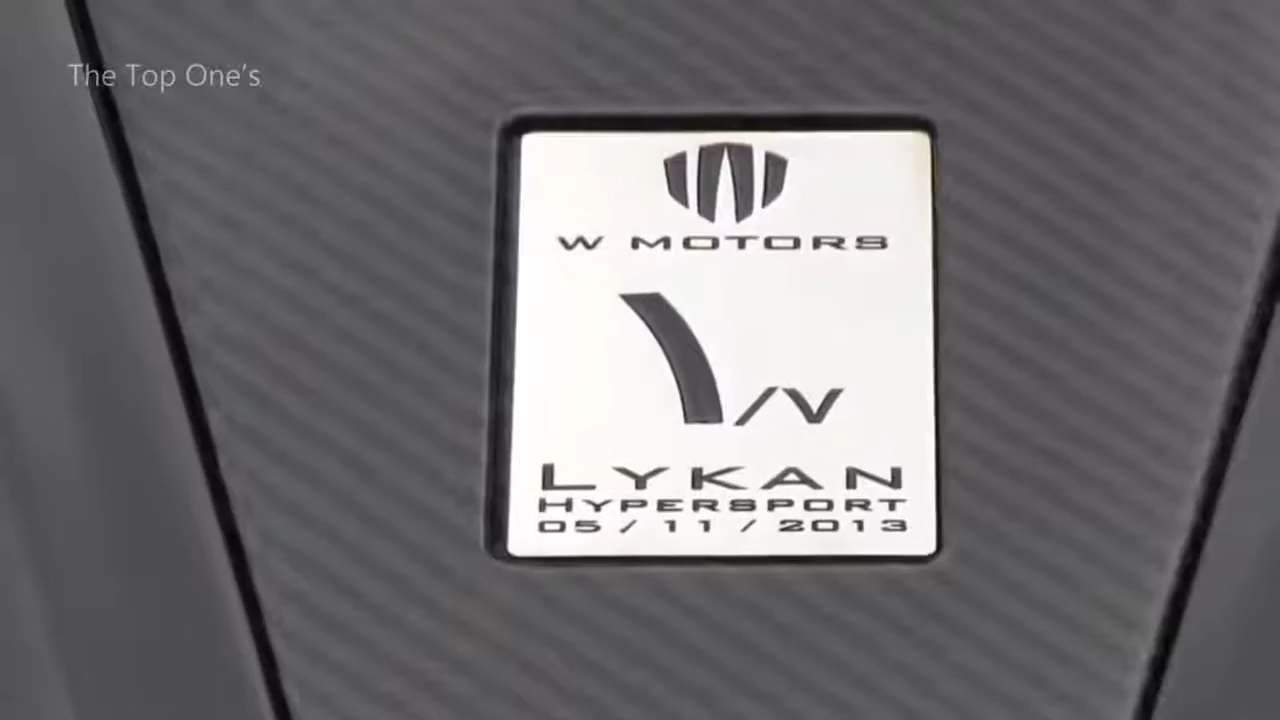 The Top One's
W MOTORS
1/V
LYKAN
HYPERSPORT
05/11/2013